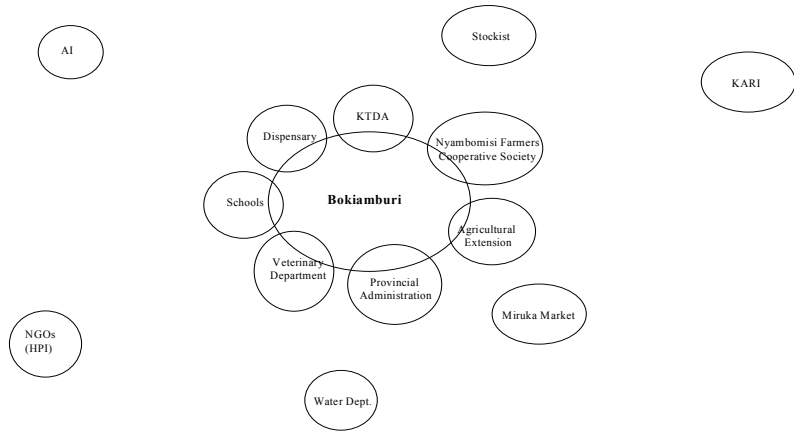 Stockist
AI
KARI
KTDA
Dispensary
Nyambomisi Farmers
Cooperative Society
Schools
Bokiamburi
Agricultural
Extension
Veterinary
Department
Provincial
Administration
Miruka Market
NGOs
(HPI)
Water Dept.